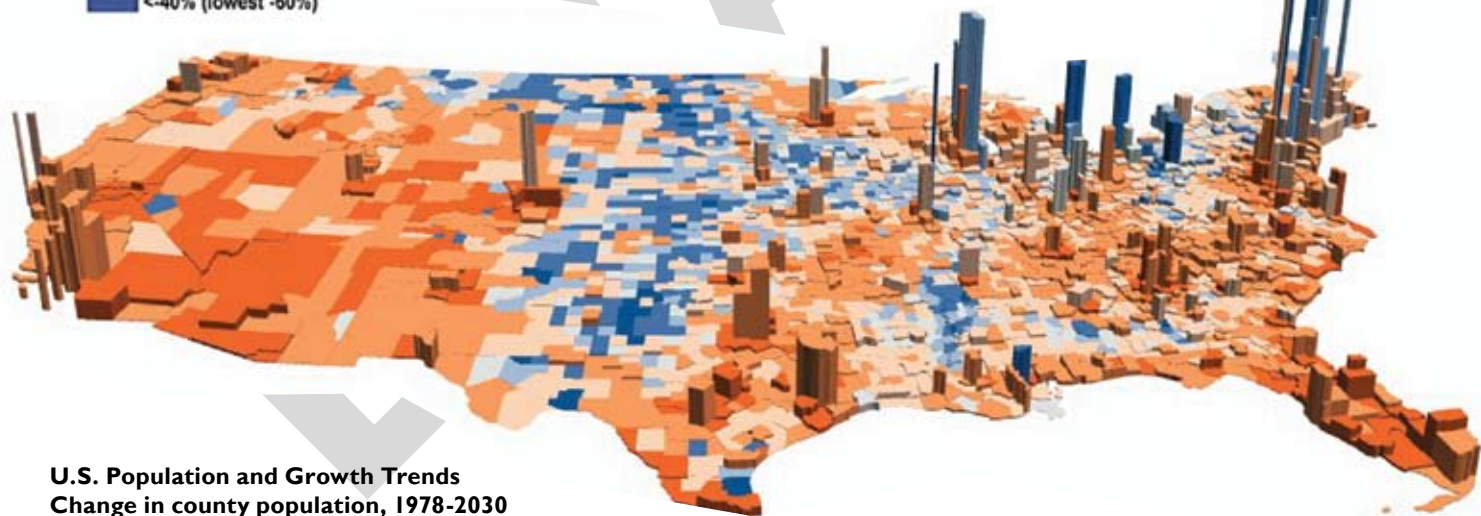 <-40% (lowest -60%)
U.S. Population and Growth Trends
Change in county population, 1978-2030